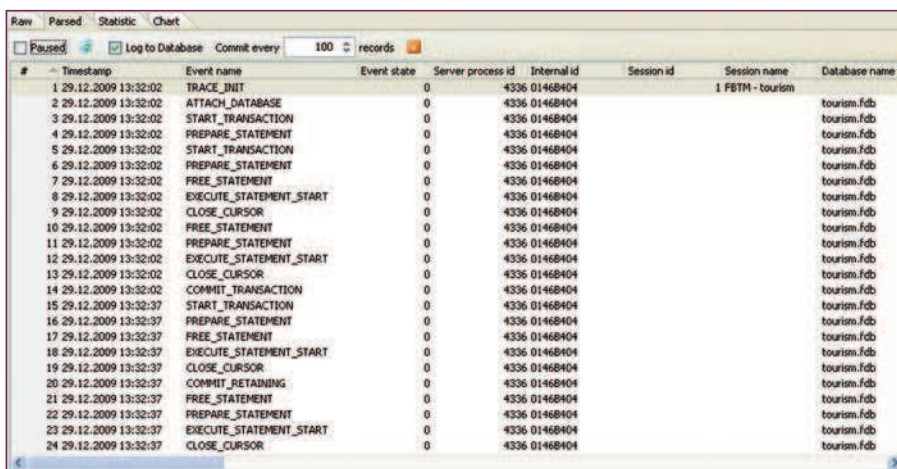 Raw Parsed Statistic Chart
Paused Log to Database Commit every 100 records
# Timestamp Event name Event state Server process id Internal id Session id Session name Database name
1 29.12.2009 13:32:02 TRACE_INIT 0 4336 0146B404 1 FBTM - tourism
2 29.12.2009 13:32:02 ATTACH_DATABASE 0 4336 0146B404 tourism.fdb
3 29.12.2009 13:32:02 START_TRANSACTION 0 4336 0146B404 tourism.fdb
4 29.12.2009 13:32:02 PREPARE_STATEMENT 0 4336 0146B404 tourism.fdb
5 29.12.2009 13:32:02 START_TRANSACTION 0 4336 0146B404 tourism.fdb
6 29.12.2009 13:32:02 PREPARE_STATEMENT 0 4336 0146B404 tourism.fdb
7 29.12.2009 13:32:02 FREE_STATEMENT 0 4336 0146B404 tourism.fdb
8 29.12.2009 13:32:02 EXECUTE_STATEMENT_START 0 4336 0146B404 tourism.fdb
9 29.12.2009 13:32:02 CLOSE_CURSOR 0 4336 0146B404 tourism.fdb
10 29.12.2009 13:32:02 FREE_STATEMENT 0 4336 0146B404 tourism.fdb
11 29.12.2009 13:32:02 PREPARE_STATEMENT 0 4336 0146B404 tourism.fdb
12 29.12.2009 13:32:02 EXECUTE_STATEMENT_START 0 4336 0146B404 tourism.fdb
13 29.12.2009 13:32:02 CLOSE_CURSOR 0 4336 0146B404 tourism.fdb
14 29.12.2009 13:32:02 COMMIT_TRANSACTION 0 4336 0146B404 tourism.fdb
15 29.12.2009 13:32:37 START_TRANSACTION 0 4336 0146B404 tourism.fdb
16 29.12.2009 13:32:37 PREPARE_STATEMENT 0 4336 0146B404 tourism.fdb
17 29.12.2009 13:32:37 FREE_STATEMENT 0 4336 0146B404 tourism.fdb
18 29.12.2009 13:32:37 EXECUTE_STATEMENT_START 0 4336 0146B404 tourism.fdb
19 29.12.2009 13:32:37 CLOSE_CURSOR 0 4336 0146B404 tourism.fdb
20 29.12.2009 13:32:37 COMMIT_RETAINING 0 4336 0146B404 tourism.fdb
21 29.12.2009 13:32:37 FREE_STATEMENT 0 4336 0146B404 tourism.fdb
22 29.12.2009 13:32:37 PREPARE_STATEMENT 0 4336 0146B404 tourism.fdb
23 29.12.2009 13:32:37 EXECUTE_STATEMENT_START 0 4336 0146B404 tourism.fdb
24 29.12.2009 13:32:37 CLOSE_CURSOR 0 4336 0146B404 tourism.fdb